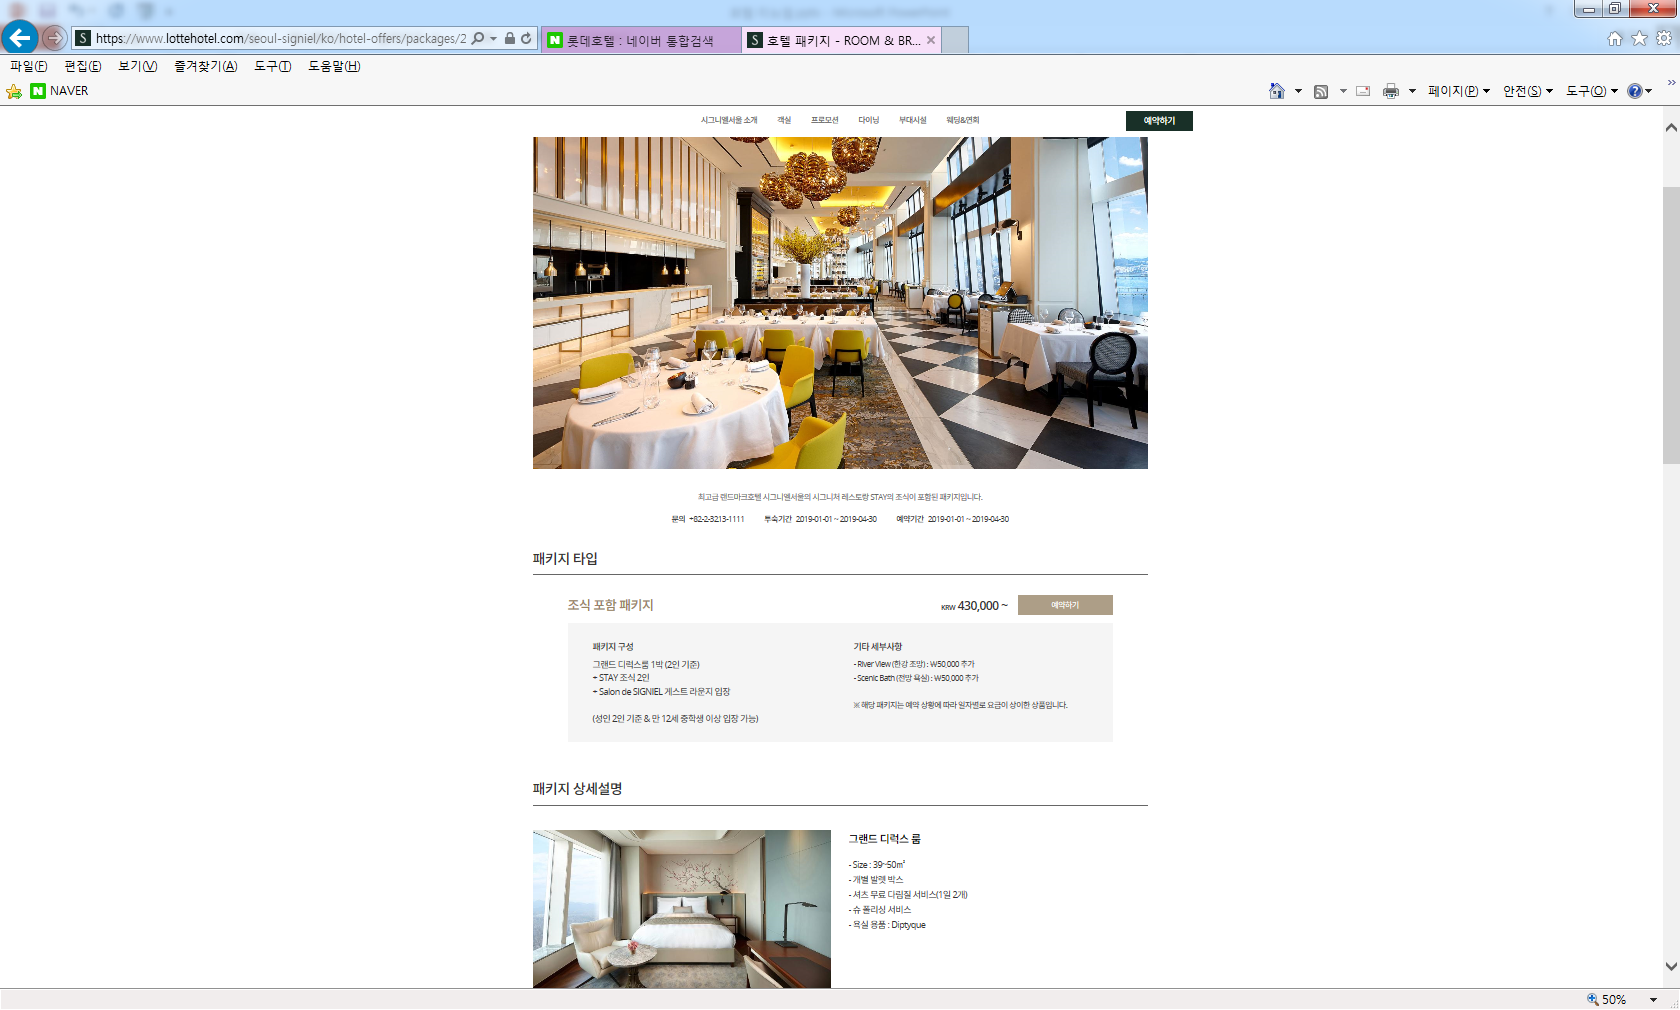 https://www.lottehotel.com/seoul-signiel/ko/hotel-offers/packages/2
롯데호텔 : 네이버 통합검색
호텔 패키지 - ROOM & BR...
파일(F) 편집(E) 보기(V) 즐겨찾기(A) 도구(T) 도움말(H)
NAVER
페이지(P) 안전(S) 도구(O)
시그니엘서울 소개 객실 프로모션 다이닝 부대시설 웨딩&연회
예약하기
최고급 랜드마크호텔 시그니엘서울의 시그니처 레스토랑 STAY의 조식이 포함된 패키지입니다.
문의 +82-2-3213-1111 투숙기간 2019-01-01 ~ 2019-04-30 예약기간 2019-01-01 ~ 2019-04-30
패키지 타입
조식 포함 패키지
KRW 430,000 ~
예약하기
패키지 구성
그랜드 디럭스룸 1박 (2인 기준)
+ STAY 조식 2인
+ Salon de SIGNIEL 게스트 라운지 입장
(성인 2인 기준 & 만 12세 중학생 이상 입장 가능)
기타 세부사항
- River View (한강 조망) : ₩50,000 추가
- Scenic Bath (전망 욕실) : ₩50,000 추가
※ 해당 패키지는 예약 상황에 따라 일자별로 요금이 상이한 상품입니다.
패키지 상세설명
그랜드 디럭스 룸
- Size : 39~50㎡
- 개별 발렛 박스
- 셔츠 무료 다림질 서비스(1일 2개)
- 슈 폴리싱 서비스
- 욕실 용품 : Diptyque
50%